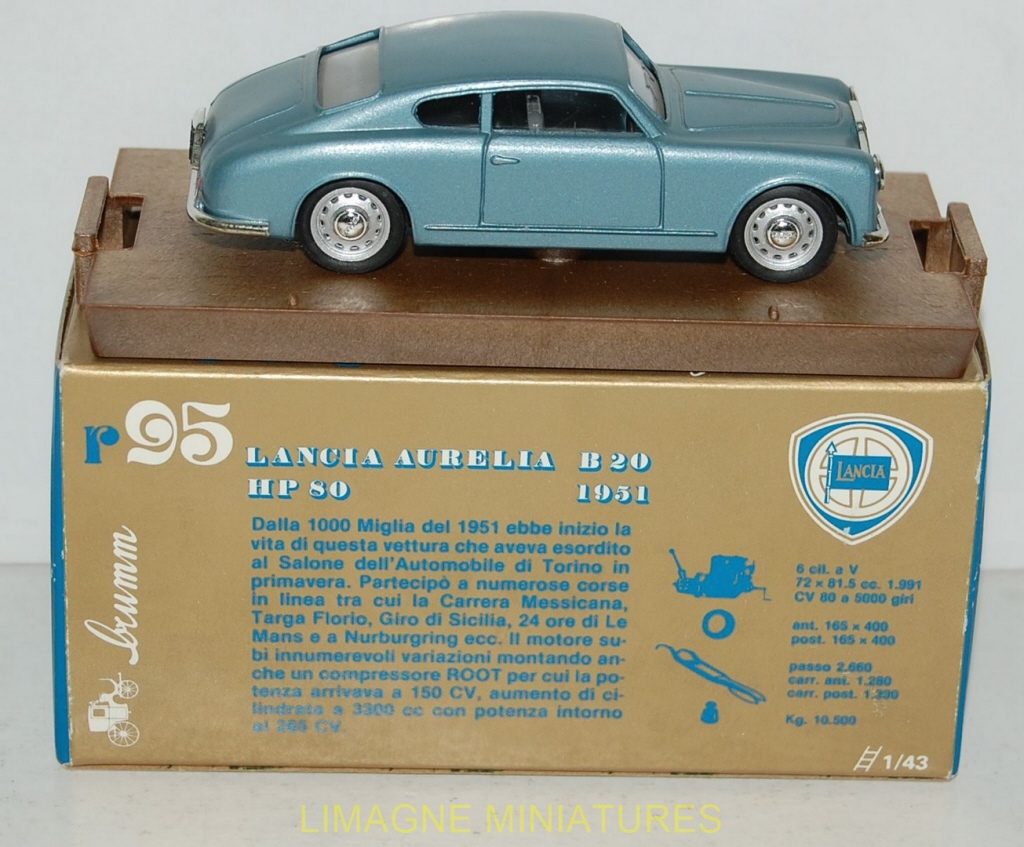 r95
LANCIA AURELIA B 20
HP 80 1951
LANCIA
brumm
Dalla 1000 Miglia del 1951 ebbe inizio la
vita di questa vettura che aveva esordito
al Salone dell'Automobile di Torino in
primavera. Partecipò a numerose corse
in linea tra cui la Carrera Messicana,
Targa Florio, Giro di Sicilia, 24 ore di Le
Mans e a Nurburgring ecc. Il motore su-
bì innumerevoli variazioni montando an-
che un compressore ROOT per cui la po-
tenza arrivava a 150 CV, aumento di ci-
lindrata a 3300 cc con potenza intorno
al CV.
6 cil. a V
72 x 81.5 cc. 1.991
CV 80 a 5000 giri
ant. 165 x 400
post. 165 x 400
passo 2.660
carr. ant. 1.280
carr. post.
Kg. 10.500
1/43
LIMAGNE MINIATURES